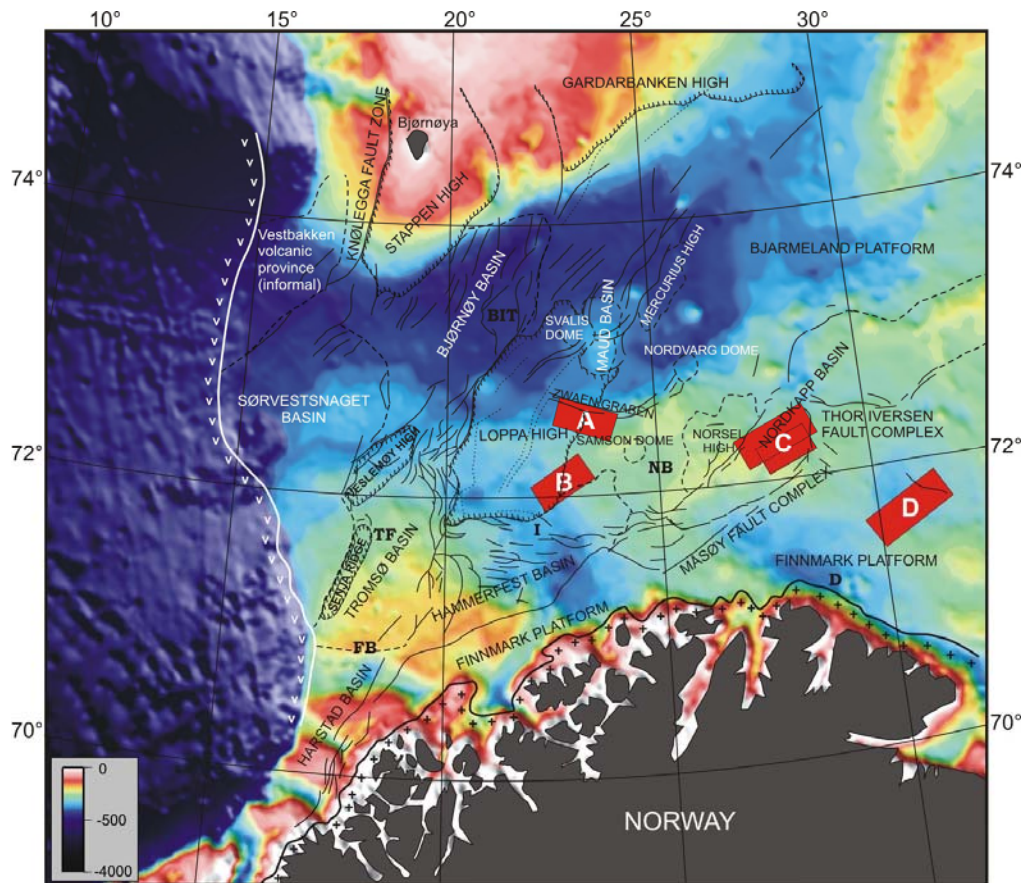 10°
15°
20°
25°
30°
GARDARBANKEN HIGH
KNØLEGGA FAULT ZONE
Bjørnøya
STAPPEN HIGH
74°
74°
Vestbakken
volcanic
province
(informal)
BJØRNØY BASIN
BIT
SVALIS
DOME
MAUD BASIN
MERCURIUS HIGH
BJARMELAND PLATFORM
NORDVARG DOME
SØRVESTSNAGET
BASIN
ZWAENGRABEN
A
LOPPA HIGH
SAMSON DOME
NORSEL
HIGH
NORDKAPP BASIN
C
THOR IVERSEN
FAULT COMPLEX
72°
72°
VESLEMØY HIGH
NB
B
D
I
TF
SENJA RIDGE
TROMSØ BASIN
HAMMERFEST BASIN
MASØY FAULT COMPLEX
FINNMARK PLATFORM
D
FB
FINNMARK PLATFORM
HARSTAD BASIN
70°
70°
NORWAY
0
-500
-4000